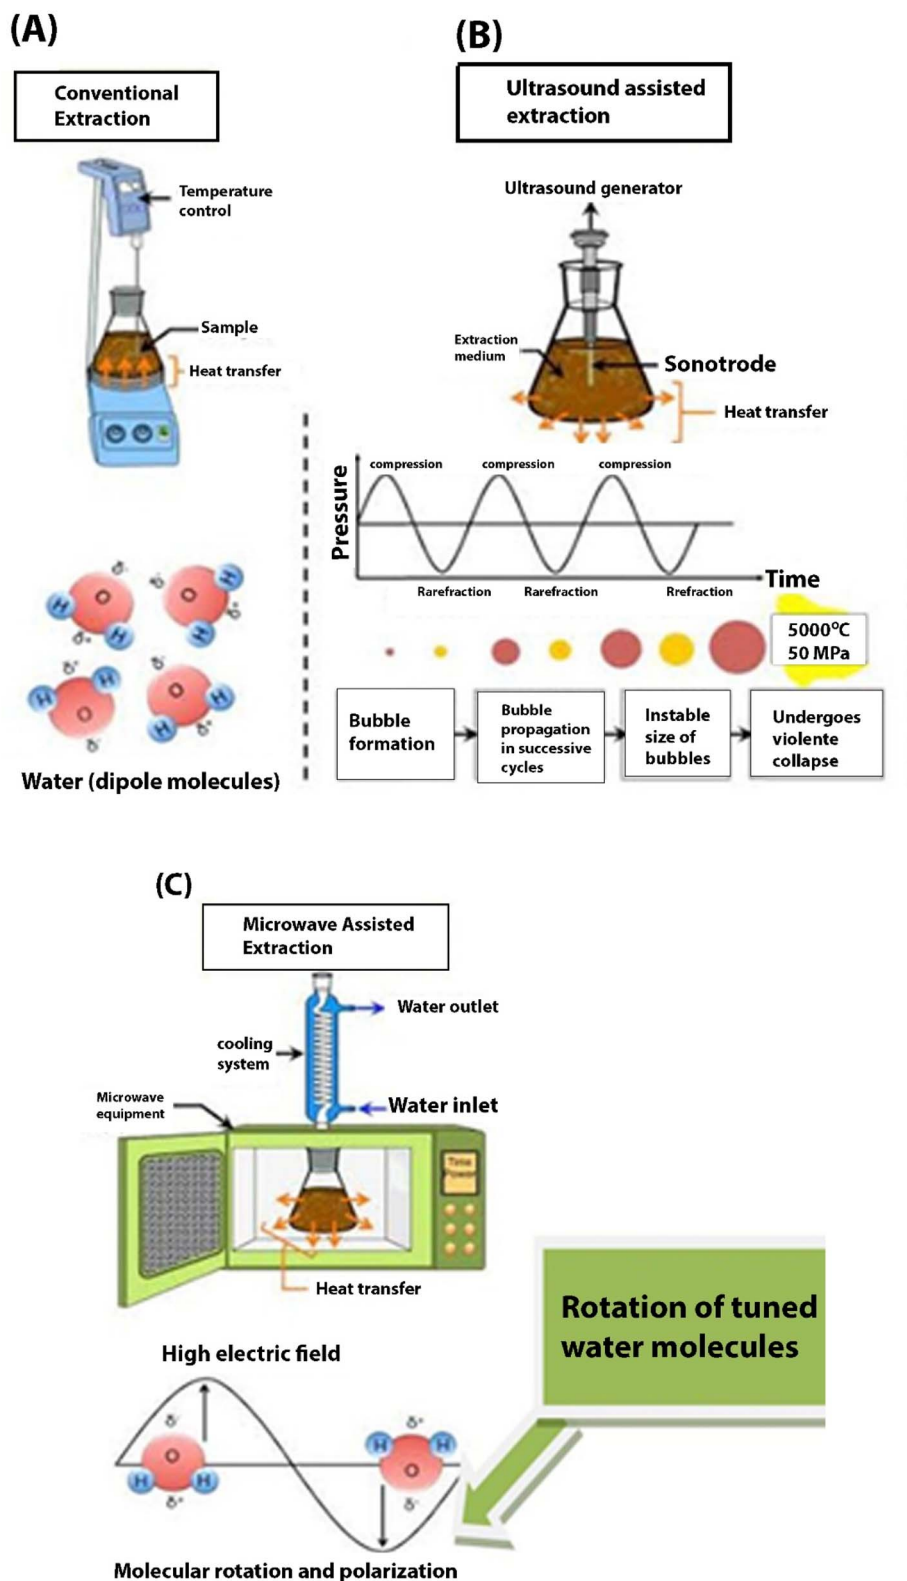 (A)
Conventional
Extraction
Temperature
control
Sample
Heat transfer
δ-
O
H
H
δ+
δ-
O
H
H
δ+
δ+
H
H
O
δ-
δ-
O
H
H
δ+
Water (dipole molecules)
(B)
Ultrasound assisted
extraction
Ultrasound generator
Extraction
medium
Sonotrode
Heat transfer
Pressure
compression
compression
compression
Rarefraction
Rarefraction
Rrefraction
Time
5000°C
50 MPa
Bubble
formation
Bubble
propagation
in successive
cycles
Instable
size of
bubbles
Undergoes
violente
collapse
(C)
Microwave Assisted
Extraction
Water outlet
cooling
system
Water inlet
Microwave
equipment
Time
Power
Heat transfer
Rotation of tuned
water molecules
High electric field
δ-
O
H
H
δ+
δ+
H
H
O
δ-
Molecular rotation and polarization